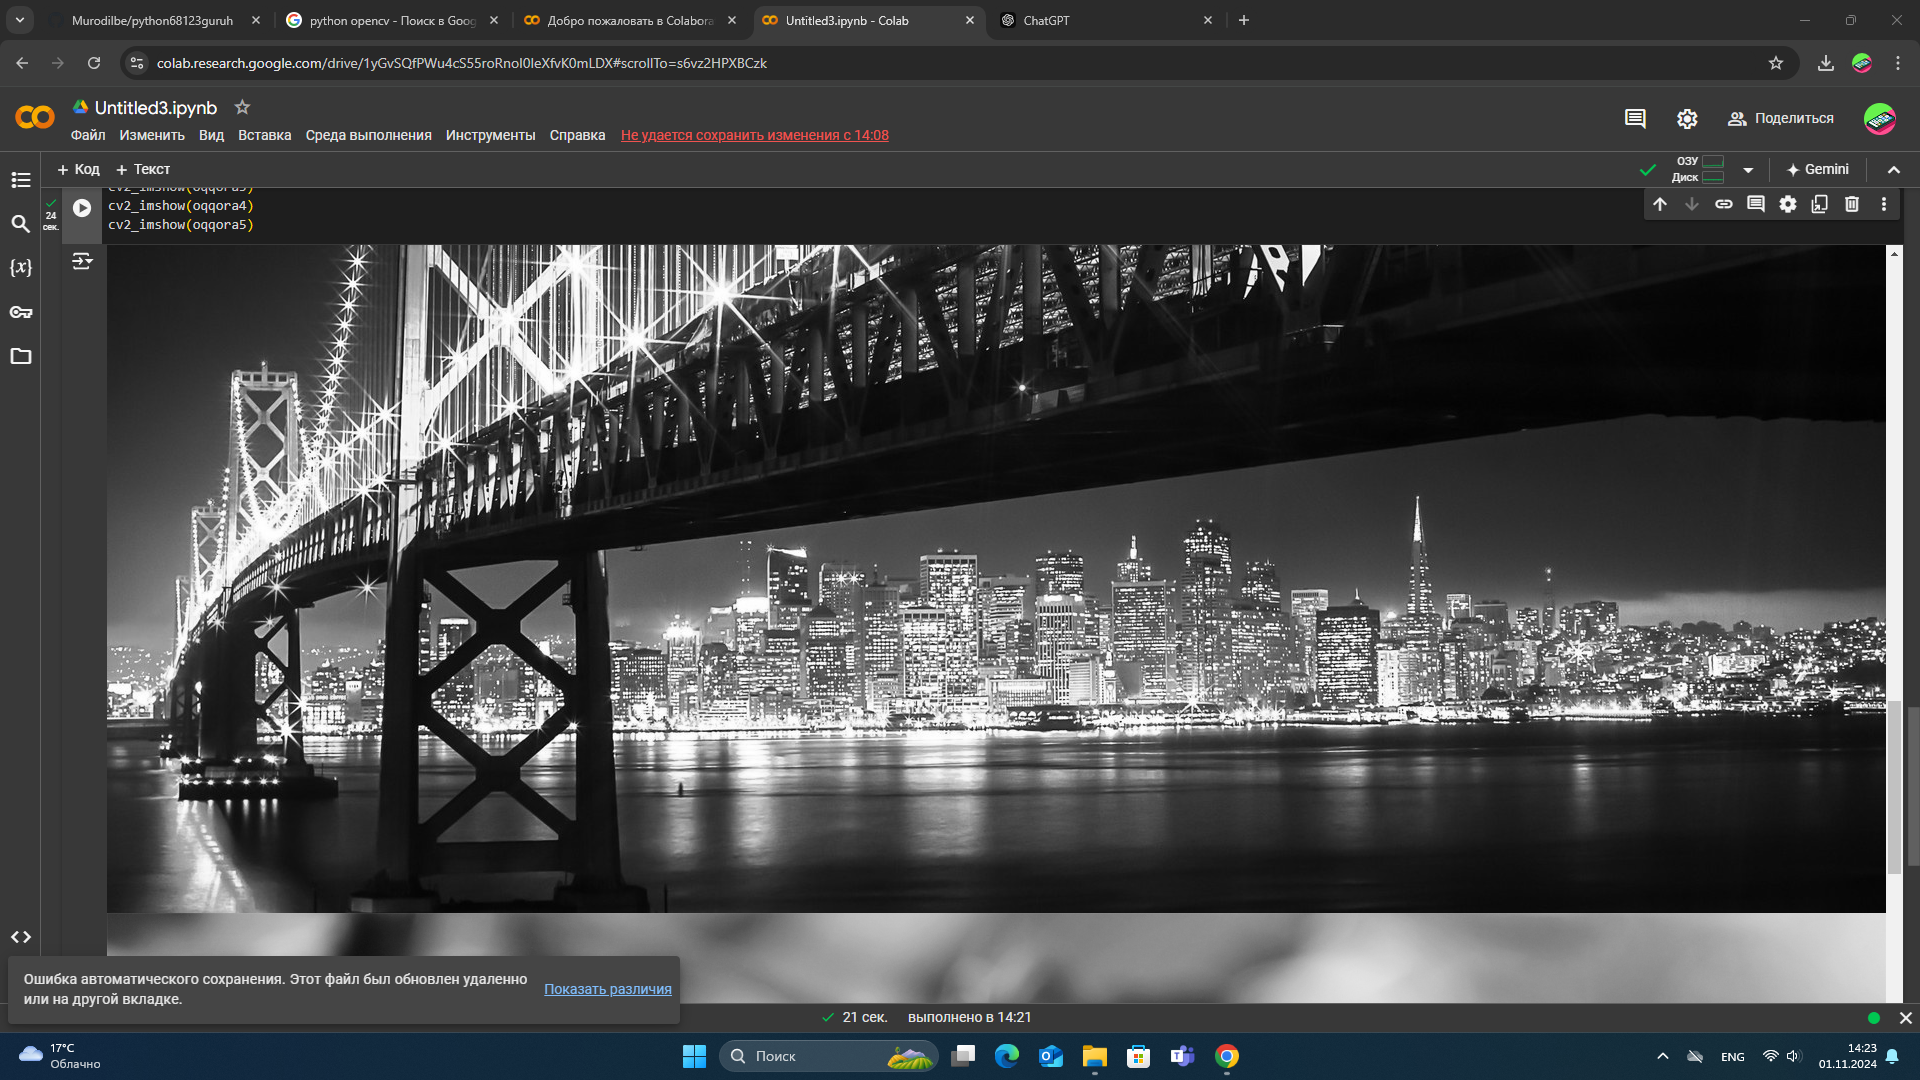 Murodilbe/python68123guruh
python opencv - Поиск в Goog
Добро пожаловать в Colabora
Untitled3.ipynb - Colab
ChatGPT
colab.research.google.com/drive/1yGvSQfPWu4cS55roRnoI0leXfvK0mLDX#scrollTo=s6vz2HPXBCzk
Untitled3.ipynb
Файл Изменить Вид Вставка Среда выполнения Инструменты Справка Не удается сохранить изменения с 14:08
Поделиться
+ Код + Текст
ОЗУ
Диск
Gemini
24
сек.
cv2_imshow(oqqora3)
cv2_imshow(oqqora4)
cv2_imshow(oqqora5)
{x}
Ошибка автоматического сохранения. Этот файл был обновлен удаленно
или на другой вкладке.
Показать различия
21 сек. выполнено в 14:21
17°C
Облачно
Поиск
ENG
14:23
01.11.2024